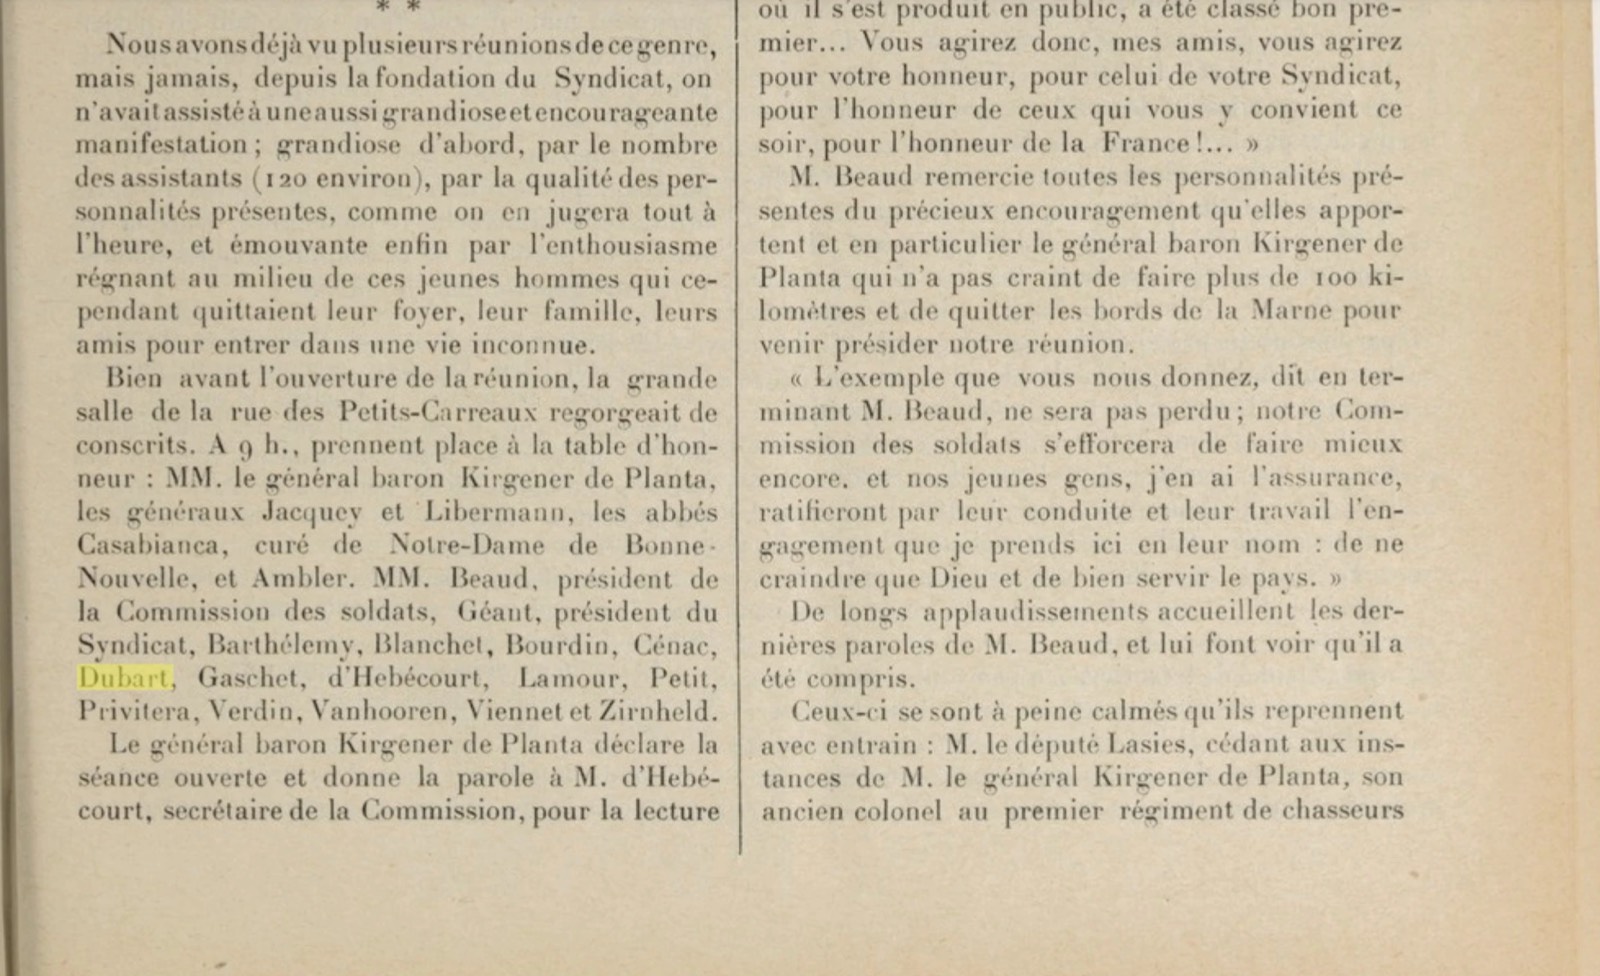 * *
Nous avons déjà vu plusieurs réunions de ce genre,
mais jamais, depuis la fondation du Syndicat, on
n'avait assisté à une aussi grandiose et encourageante
manifestation ; grandiose d'abord, par le nombre
des assistants (120 environ), par la qualité des per-
sonnalités présentes, comme on en jugera tout à
l'heure, et émouvante enfin par l'enthousiasme
régnant au milieu de ces jeunes hommes qui ce-
pendant quittaient leur foyer, leur famille, leurs
amis pour entrer dans une vie inconnue.
Bien avant l'ouverture de la réunion, la grande
salle de la rue des Petits-Carreaux regorgeait de
conscrits. A 9 h., prennent place à la table d'hon-
neur : MM. le général baron Kirgener de Planta,
les généraux Jacquey et Libermann, les abbés
Casabianca, curé de Notre-Dame de Bonne-
Nouvelle, et Ambler. MM. Beaud, président de
la Commission des soldats, Géant, président du
Syndicat, Barthélemy, Blanchet, Bourdin, Cénac,
Dubart, Gaschet, d'Hebécourt, Lamour, Petit,
Privitera, Verdin, Vanhooren, Viennet et Zirnheld.
Le général baron Kirgener de Planta déclare la
séance ouverte et donne la parole à M. d'Hebé-
court, secrétaire de la Commission, pour la lecture
où il s'est produit en public, a été classé bon pre-
mier... Vous agirez donc, mes amis, vous agirez
pour votre honneur, pour celui de votre Syndicat,
pour l'honneur de ceux qui vous y convient ce
soir, pour l'honneur de la France !... »
M. Beaud remercie toutes les personnalités pré-
sentes du précieux encouragement qu'elles appor-
tent et en particulier le général baron Kirgener de
Planta qui n'a pas craint de faire plus de 100 ki-
lomètres et de quitter les bords de la Marne pour
venir présider notre réunion.
« L'exemple que vous nous donnez, dit en ter-
minant M. Beaud, ne sera pas perdu ; notre Com-
mission des soldats s'efforcera de faire mieux
encore. et nos jeunes gens, j'en ai l'assurance,
ratifieront par leur conduite et leur travail l'en-
gagement que je prends ici en leur nom : de ne
craindre que Dieu et de bien servir le pays. »
De longs applaudissements accueillent les der-
nières paroles de M. Beaud, et lui font voir qu'il a
été compris.
Ceux-ci se sont à peine calmés qu'ils reprennent
avec entrain : M. le député Lasies, cédant aux ins-
tances de M. le général Kirgener de Planta, son
ancien colonel au premier régiment de chasseurs